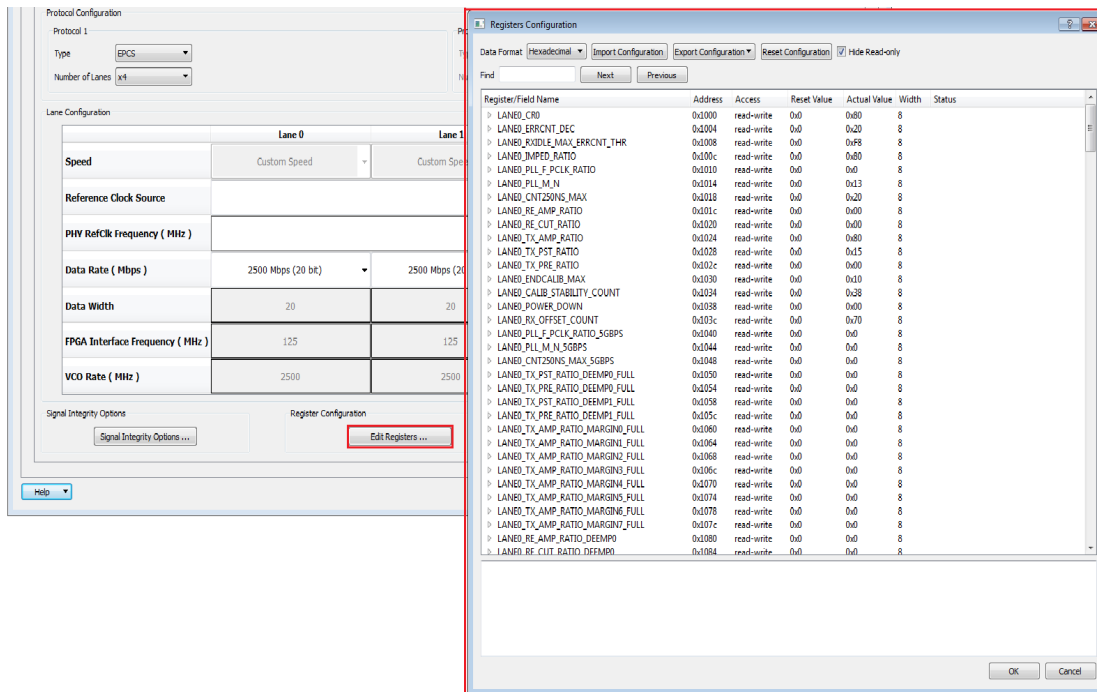 Protocol Configuration
Protocol 1
Type EPCS
Number of Lanes x4
Lane Configuration
Lane 0 Lane 1
Speed Custom Speed
Reference Clock Source
PHY RefClk Frequency ( MHz )
Data Rate ( Mbps ) 2500 Mbps (20 bit) 2500 Mbps (20
Data Width 20 20
FPGA Interface Frequency ( MHz ) 125 125
VCO Rate ( MHz ) 2500 2500
Signal Integrity Options Register Configuration
Signal Integrity Options ... Edit Registers ...
Help
Registers Configuration
Data Format Hexadecimal Import Configuration Export Configuration Reset Configuration Hide Read-only
Find Next Previous
Register/Field Name Address Access Reset Value Actual Value Width Status
LANE0_CR0 0x1000 read-write 0x0 0x80 8
LANE0_ERRCNT_DEC 0x1004 read-write 0x0 0x20 8
LANE0_RXIDLE_MAX_ERRCNT_THR 0x1008 read-write 0x0 0xF8 8
LANE0_IMPED_RATIO 0x100c read-write 0x0 0x80 8
LANE0_PLL_F_PCLK_RATIO 0x1010 read-write 0x0 0x0 8
LANE0_PLL_M_N 0x1014 read-write 0x0 0x13 8
LANE0_CNT250NS_MAX 0x1018 read-write 0x0 0x20 8
LANE0_RE_AMP_RATIO 0x101c read-write 0x0 0x00 8
LANE0_RE_CUT_RATIO 0x1020 read-write 0x0 0x00 8
LANE0_TX_AMP_RATIO 0x1024 read-write 0x0 0x80 8
LANE0_TX_PST_RATIO 0x1028 read-write 0x0 0x15 8
LANE0_TX_PRE_RATIO 0x102c read-write 0x0 0x00 8
LANE0_ENDCALIB_MAX 0x1030 read-write 0x0 0x10 8
LANE0_CALIB_STABILITY_COUNT 0x1034 read-write 0x0 0x38 8
LANE0_POWER_DOWN 0x1038 read-write 0x0 0x00 8
LANE0_RX_OFFSET_COUNT 0x103c read-write 0x0 0x70 8
LANE0_PLL_F_PCLK_RATIO_5GBPS 0x1040 read-write 0x0 0x0 8
LANE0_PLL_M_N_5GBPS 0x1044 read-write 0x0 0x0 8
LANE0_CNT250NS_MAX_5GBPS 0x1048 read-write 0x0 0x0 8
LANE0_TX_PST_RATIO_DEEMP0_FULL 0x1050 read-write 0x0 0x0 8
LANE0_TX_PRE_RATIO_DEEMP0_FULL 0x1054 read-write 0x0 0x0 8
LANE0_TX_PST_RATIO_DEEMP1_FULL 0x1058 read-write 0x0 0x0 8
LANE0_TX_PRE_RATIO_DEEMP1_FULL 0x105c read-write 0x0 0x0 8
LANE0_TX_AMP_RATIO_MARGIN0_FULL 0x1060 read-write 0x0 0x0 8
LANE0_TX_AMP_RATIO_MARGIN1_FULL 0x1064 read-write 0x0 0x0 8
LANE0_TX_AMP_RATIO_MARGIN2_FULL 0x1068 read-write 0x0 0x0 8
LANE0_TX_AMP_RATIO_MARGIN3_FULL 0x106c read-write 0x0 0x0 8
LANE0_TX_AMP_RATIO_MARGIN4_FULL 0x1070 read-write 0x0 0x0 8
LANE0_TX_AMP_RATIO_MARGIN5_FULL 0x1074 read-write 0x0 0x0 8
LANE0_TX_AMP_RATIO_MARGIN6_FULL 0x1078 read-write 0x0 0x0 8
LANE0_TX_AMP_RATIO_MARGIN7_FULL 0x107c read-write 0x0 0x0 8
LANE0_RE_AMP_RATIO_DEEMP0 0x1080 read-write 0x0 0x0 8
LANE0_RE_CUT_RATIO_DEEMP0 0x1084 read-write 0x0 0x0 8
OK Cancel